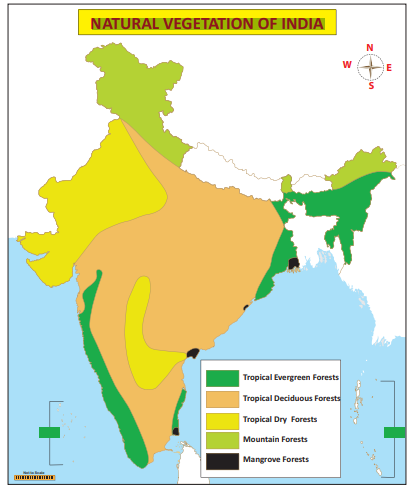 NATURAL VEGETATION OF INDIA
N
W E
S
Tropical Evergreen Forests
Tropical Deciduous Forests
Tropical Dry Forests
Mountain Forests
Mangrove Forests
Not to Scale